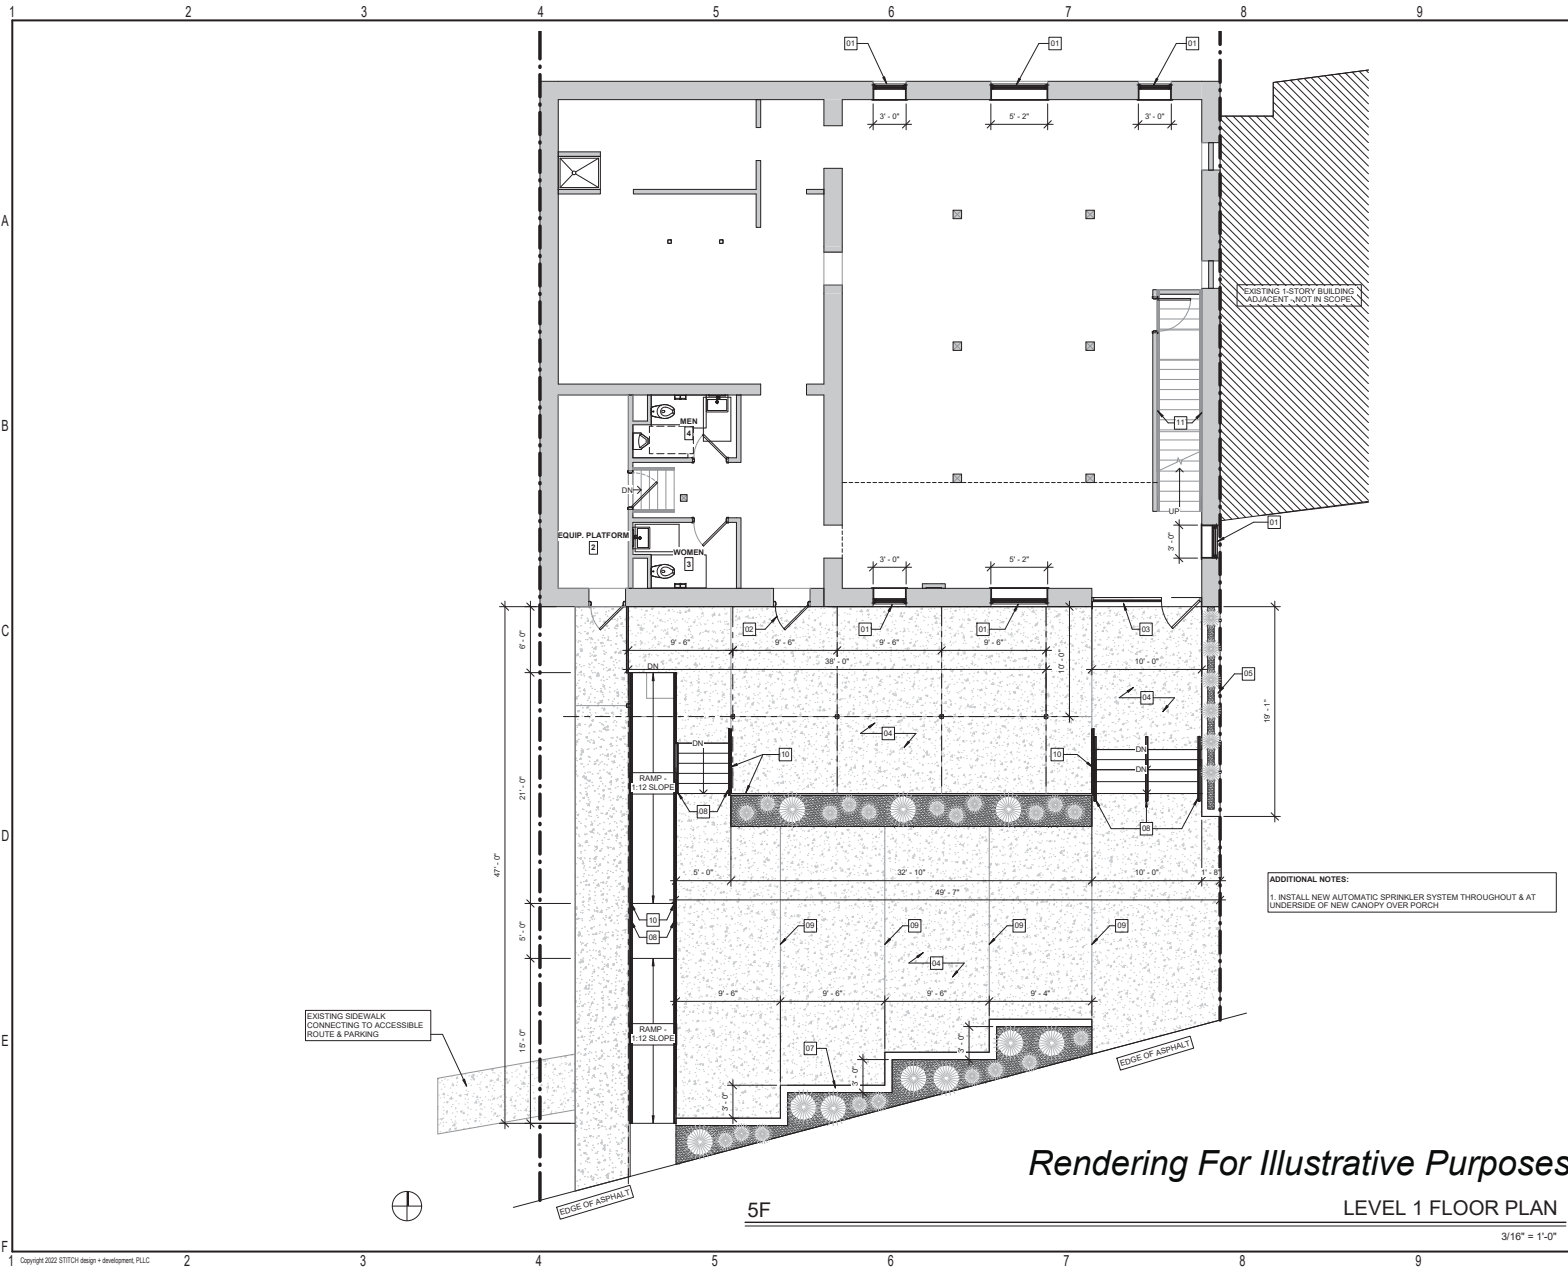 1 2 3 4 5 6 7 8 9
01 01 01
3' - 0" 5' - 2" 3' - 0"
A
EXISTING 1-STORY BUILDING
ADJACENT - NOT IN SCOPE
B
MEN
4
11
DN
UP
01
3' - 0"
EQUIP. PLATFORM
2
WOMEN
3
3' - 0" 5' - 2"
C
02 01 01 03
6' - 0"
9' - 6" 9' - 6" 9' - 6" 9' - 6"
38' - 0"
10' - 0"
10' - 0"
DN
05
19' - 1"
04
04
DN
10
10
DN
DN
RAMP -
1:12 SLOPE
21' - 0"
08
08
D
47' - 0"
5' - 0" 32' - 10" 10' - 0" 1' - 8"
49' - 7"
ADDITIONAL NOTES:
1. INSTALL NEW AUTOMATIC SPRINKLER SYSTEM THROUGHOUT & AT
UNDERSIDE OF NEW CANOPY OVER PORCH
10
08
5' - 0"
09 09 09 09
04
9' - 6" 9' - 6" 9' - 6" 9' - 4"
EXISTING SIDEWALK
CONNECTING TO ACCESSIBLE
ROUTE & PARKING
E
15' - 0"
RAMP -
1:12 SLOPE
07
3' - 0"
3' - 0"
3' - 0"
EDGE OF ASPHALT
EDGE OF ASPHALT
Rendering For Illustrative Purposes
5F
LEVEL 1 FLOOR PLAN
3/16" = 1'-0"
F
1 2 3 4 5 6 7 8 9
Copyright 2022 STITCH design + development, PLLC